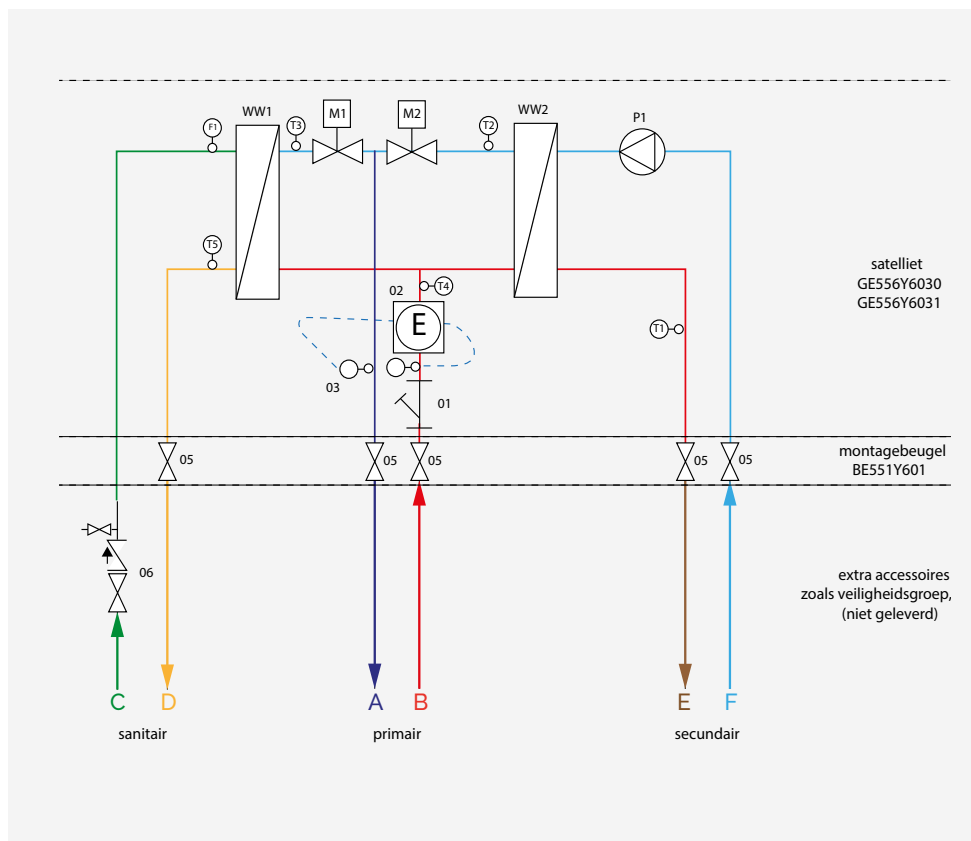 WW1
M1
M2
WW2
P1
F1
T3
T2
T5
satelliet
GE556Y6030
GE556Y6031
02
T4
E
T1
03
01
05
05
05
05
05
montagebeugel
BE551Y601
06
extra accessoires
zoals veiligheidsgroep,
(niet geleverd)
C
D
A
B
E
F
sanitair
primair
secundair